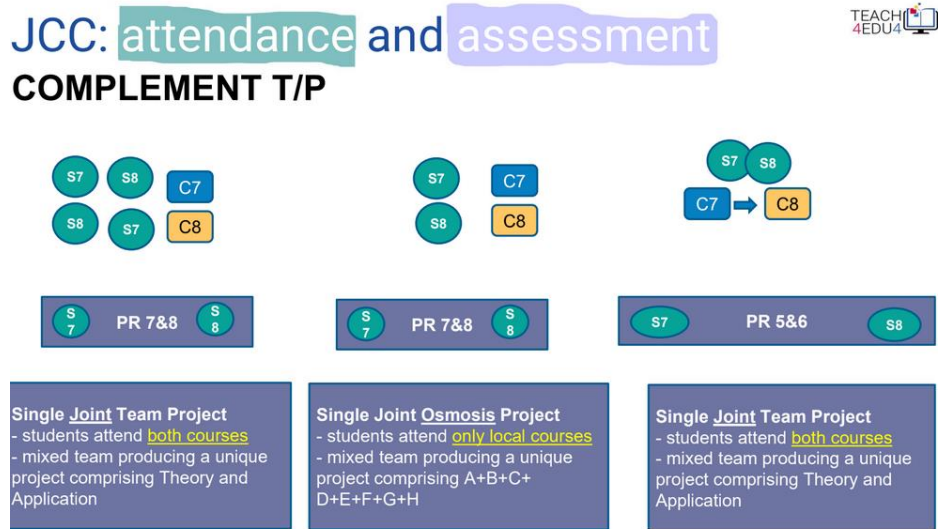 JCC: attendance and assessment
TEACH
4EDU4
COMPLEMENT T/P
S7 S8 C7
S8 S7 C8
S7 C7
S8 C8
S7 S8
C7 C8
S
7
PR 7&8
S
8
S
7
PR 7&8
S
8
S7 PR 5&6 S8
Single Joint Team Project
- students attend both courses
- mixed team producing a unique
project comprising Theory and
Application
Single Joint Osmosis Project
- students attend only local courses
- mixed team producing a unique
project comprising A+B+C+
D+E+F+G+H
Single Joint Team Project
- students attend both courses
- mixed team producing a unique
project comprising Theory and
Application